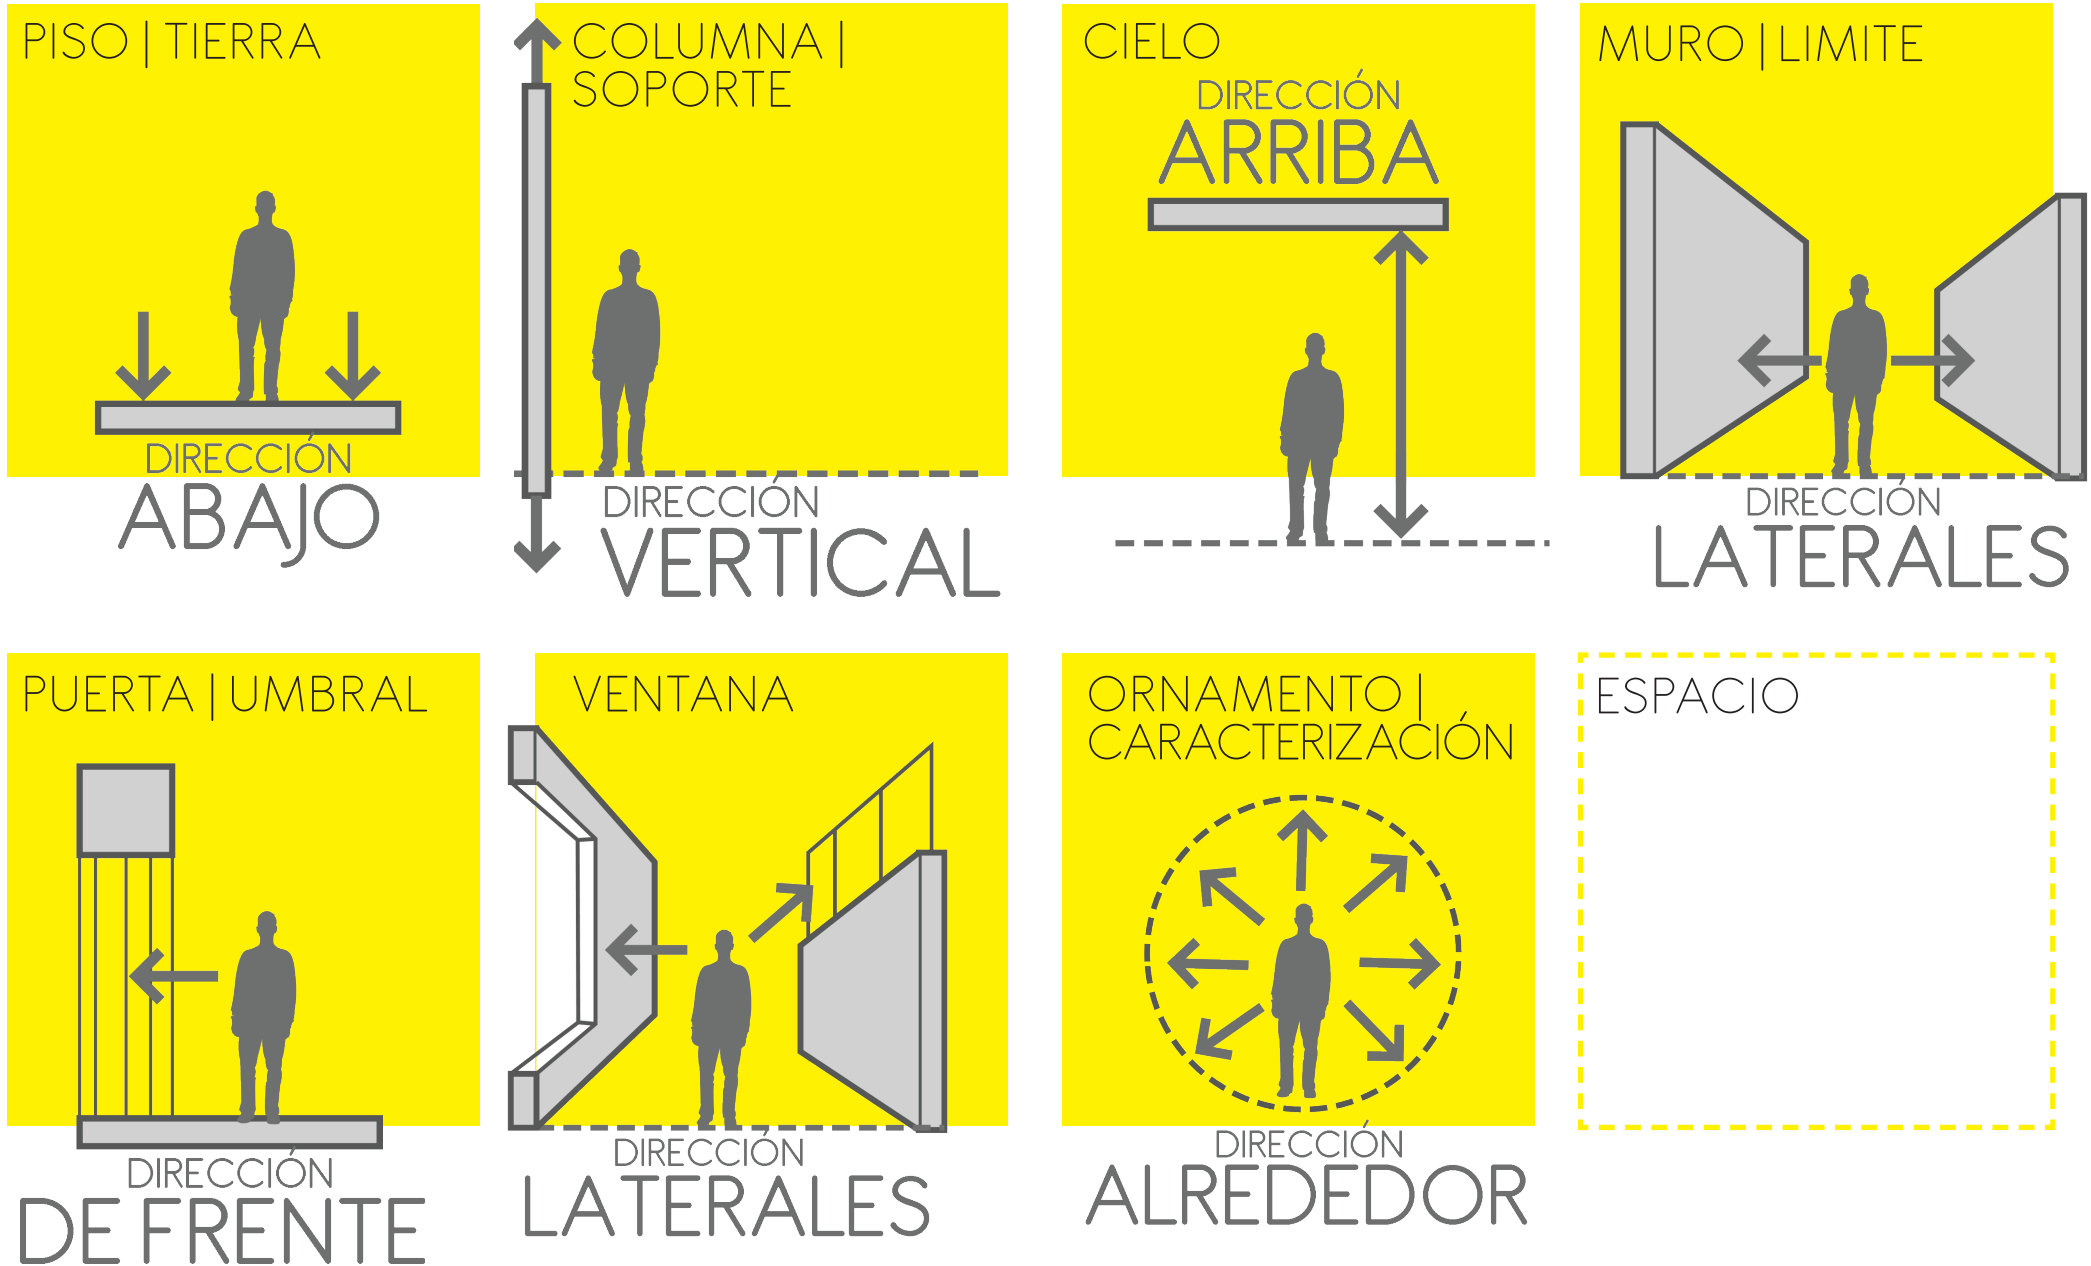 PISO | TIERRA
DIRECCIÓN
ABAJO
COLUMNA |
SOPORTE
DIRECCIÓN
VERTICAL
CIELO
DIRECCIÓN
ARRIBA
MURO | LIMITE
DIRECCIÓN
LATERALES
PUERTA | UMBRAL
DIRECCIÓN
DE FRENTE
VENTANA
DIRECCIÓN
LATERALES
ORNAMENTO |
CARACTERIZACIÓN
DIRECCIÓN
ALREDEDOR
ESPACIO